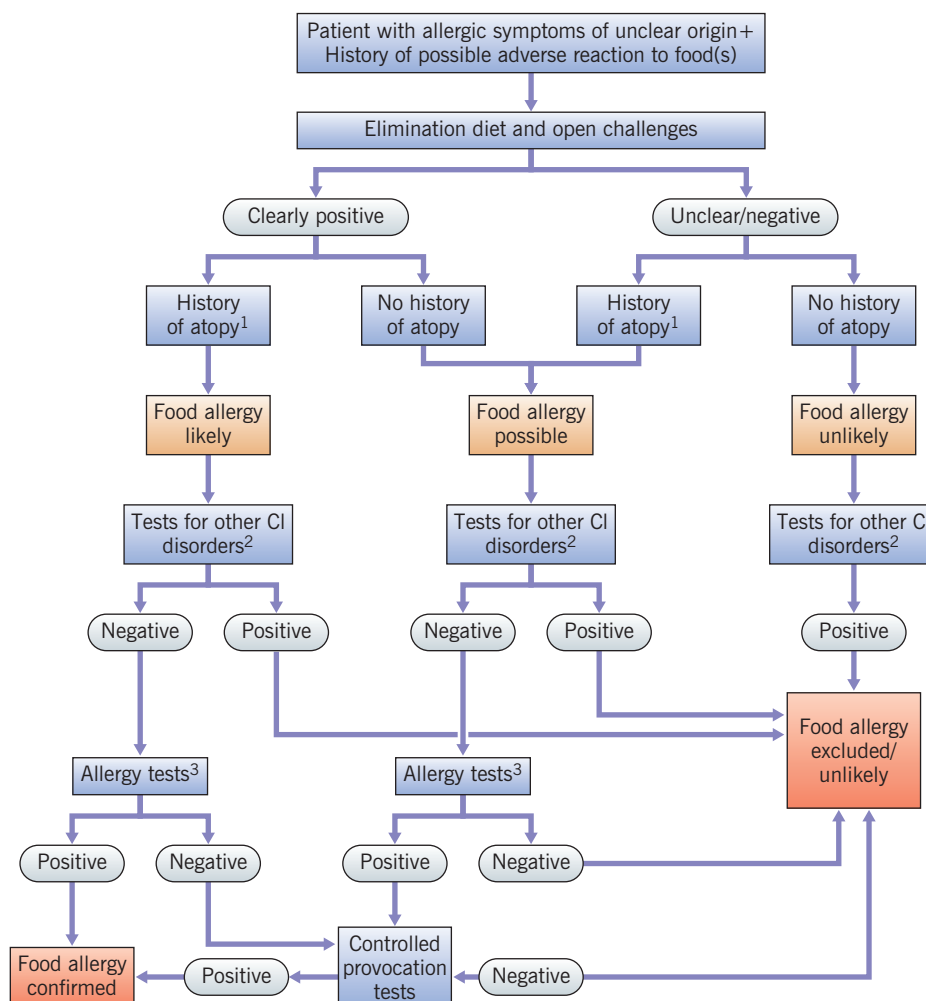 Patient with allergic symptoms of unclear origin+
History of possible adverse reaction to food(s)
Elimination diet and open challenges
Clearly positive
Unclear/negative
History
of atopy1
No history
of atopy
History
of atopy1
No history
of atopy
Food allergy
likely
Food allergy
possible
Food allergy
unlikely
Tests for other CI
disorders2
Tests for other CI
disorders2
Tests for other C
disorders2
Negative
Positive
Negative
Positive
Positive
Food allergy
excluded/
unlikely
Allergy tests3
Allergy tests3
Positive
Negative
Positive
Negative
Food allergy
confirmed
Positive
Controlled
provocation
tests
Negative